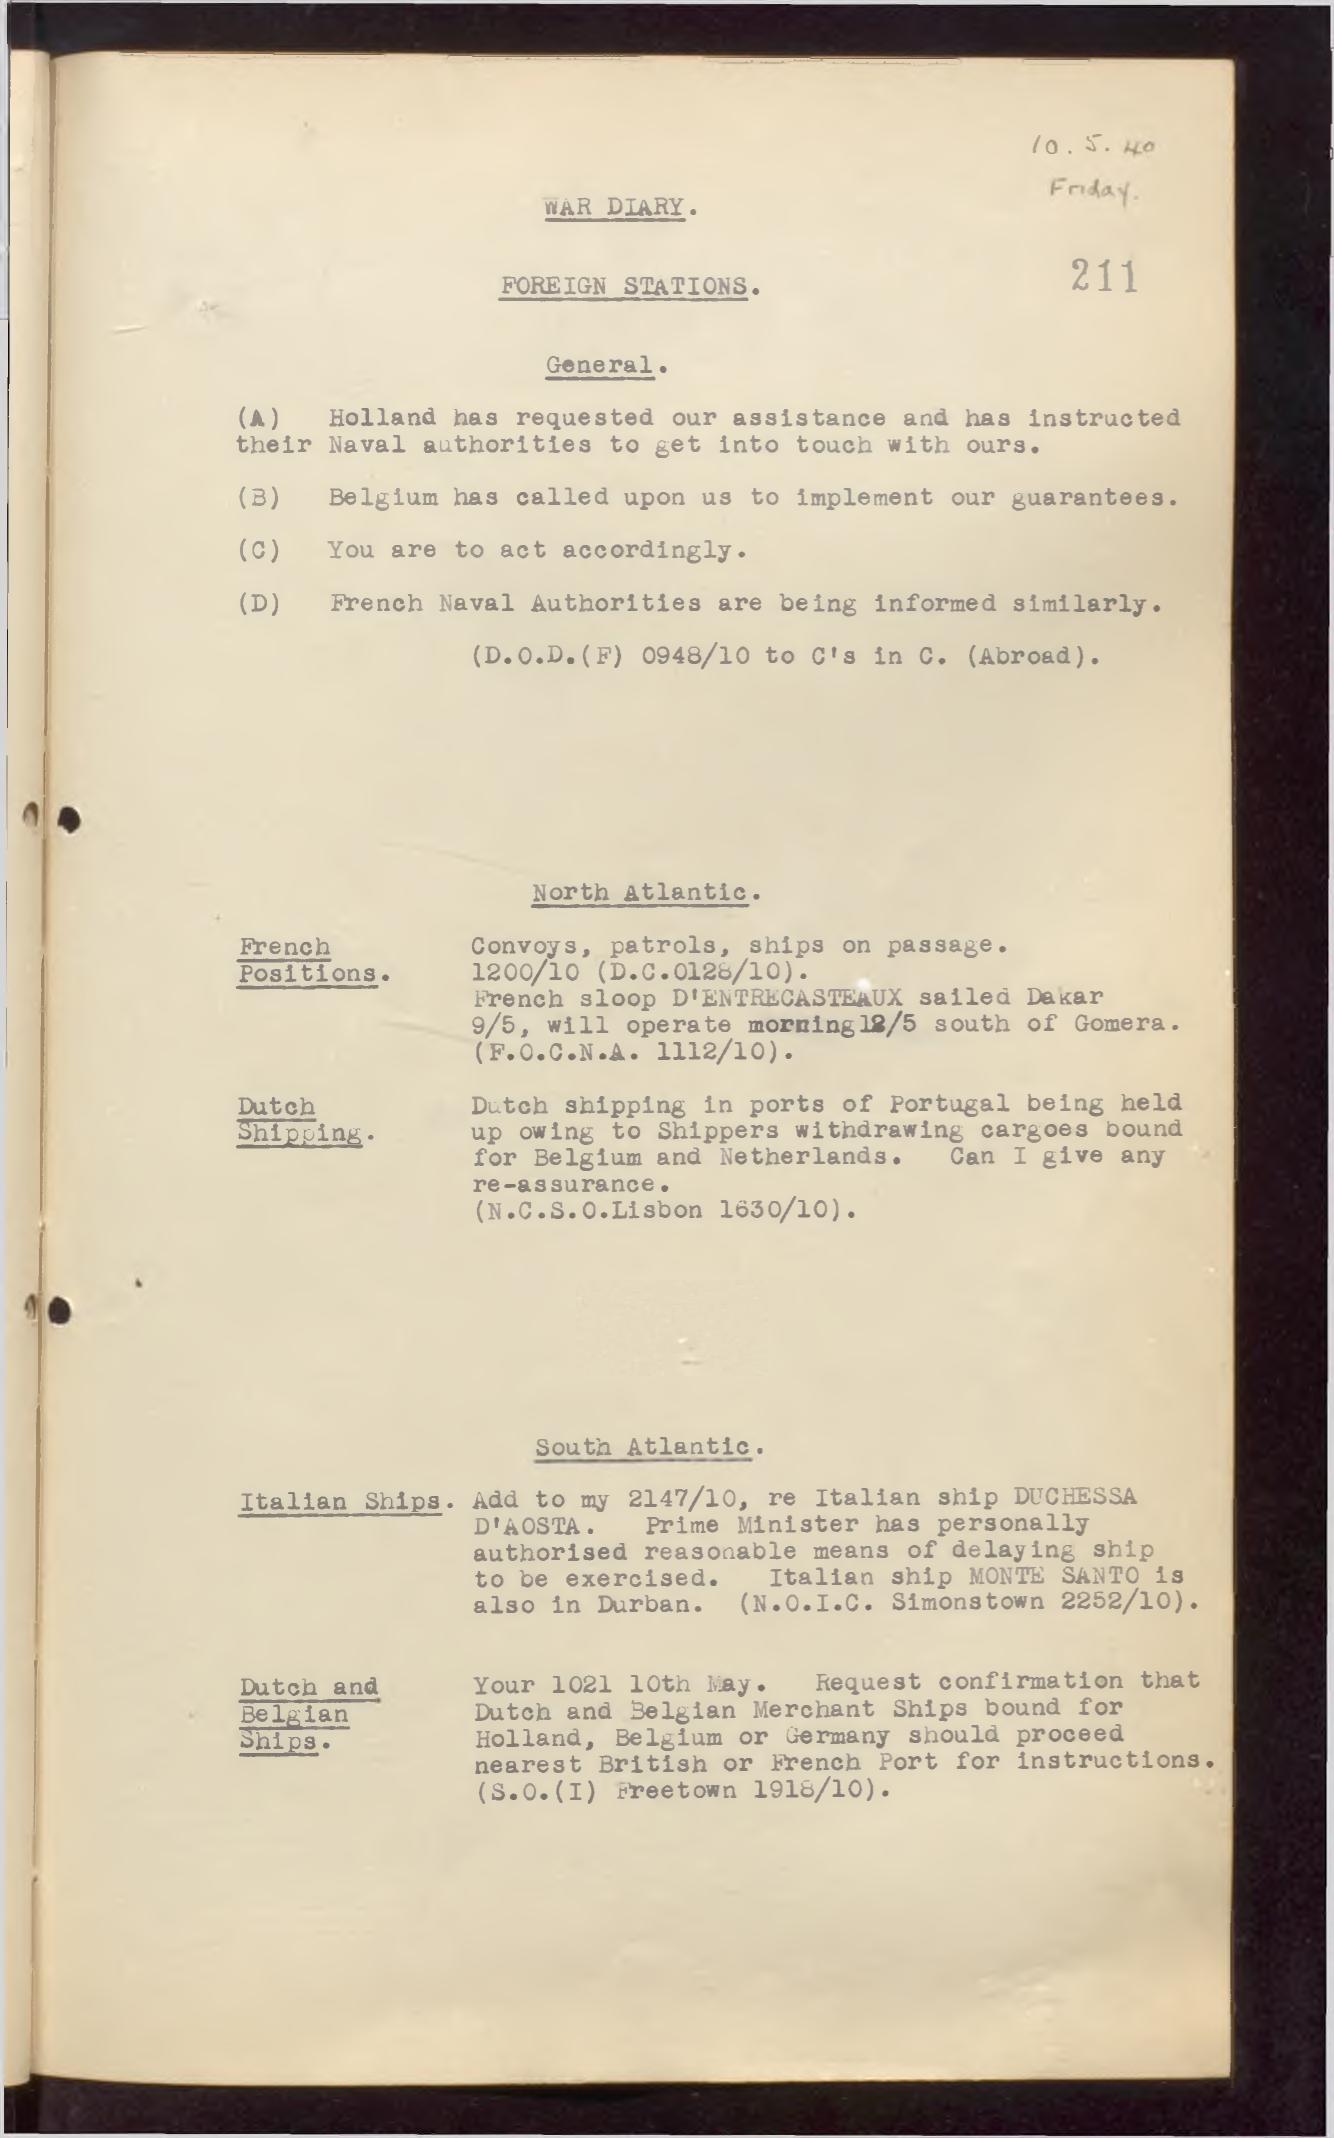 10.5.40
Friday.
WAR DIARY.
211
FOREIGN STATIONS.
General.
(A) Holland has requested our assistance and has instructed
their Naval authorities to get into touch with ours.
(B) Belgium has called upon us to implement our guarantees.
(C) You are to act accordingly.
(D) French Naval Authorities are being informed similarly.
(D.O.D.(F) 0948/10 to C's in C. (Abroad).
North Atlantic.
French
Positions.
Convoys, patrols, ships on passage.
1200/10 (D.C.0128/10).
French sloop D'ENTRECASTEAUX sailed Dakar
9/5, will operate morning 12/5 south of Gomera.
(F.O.C.N.A. 1112/10).
Dutch
Shipping.
Dutch shipping in ports of Portugal being held
up owing to Shippers withdrawing cargoes bound
for Belgium and Netherlands. Can I give any
re-assurance.
(N.C.S.O.Lisbon 1630/10).
South Atlantic.
Italian Ships. Add to my 2147/10, re Italian ship DUCHESSA
D'AOSTA. Prime Minister has personally
authorised reasonable means of delaying ship
to be exercised. Italian ship MONTE SANTO is
also in Durban. (N.O.I.C. Simonstown 2252/10).
Dutch and
Belgian
Ships.
Your 1021 10th May. Request confirmation that
Dutch and Belgian Merchant Ships bound for
Holland, Belgium or Germany should proceed
nearest British or French Port for instructions.
(S.O.(I) Freetown 1918/10).